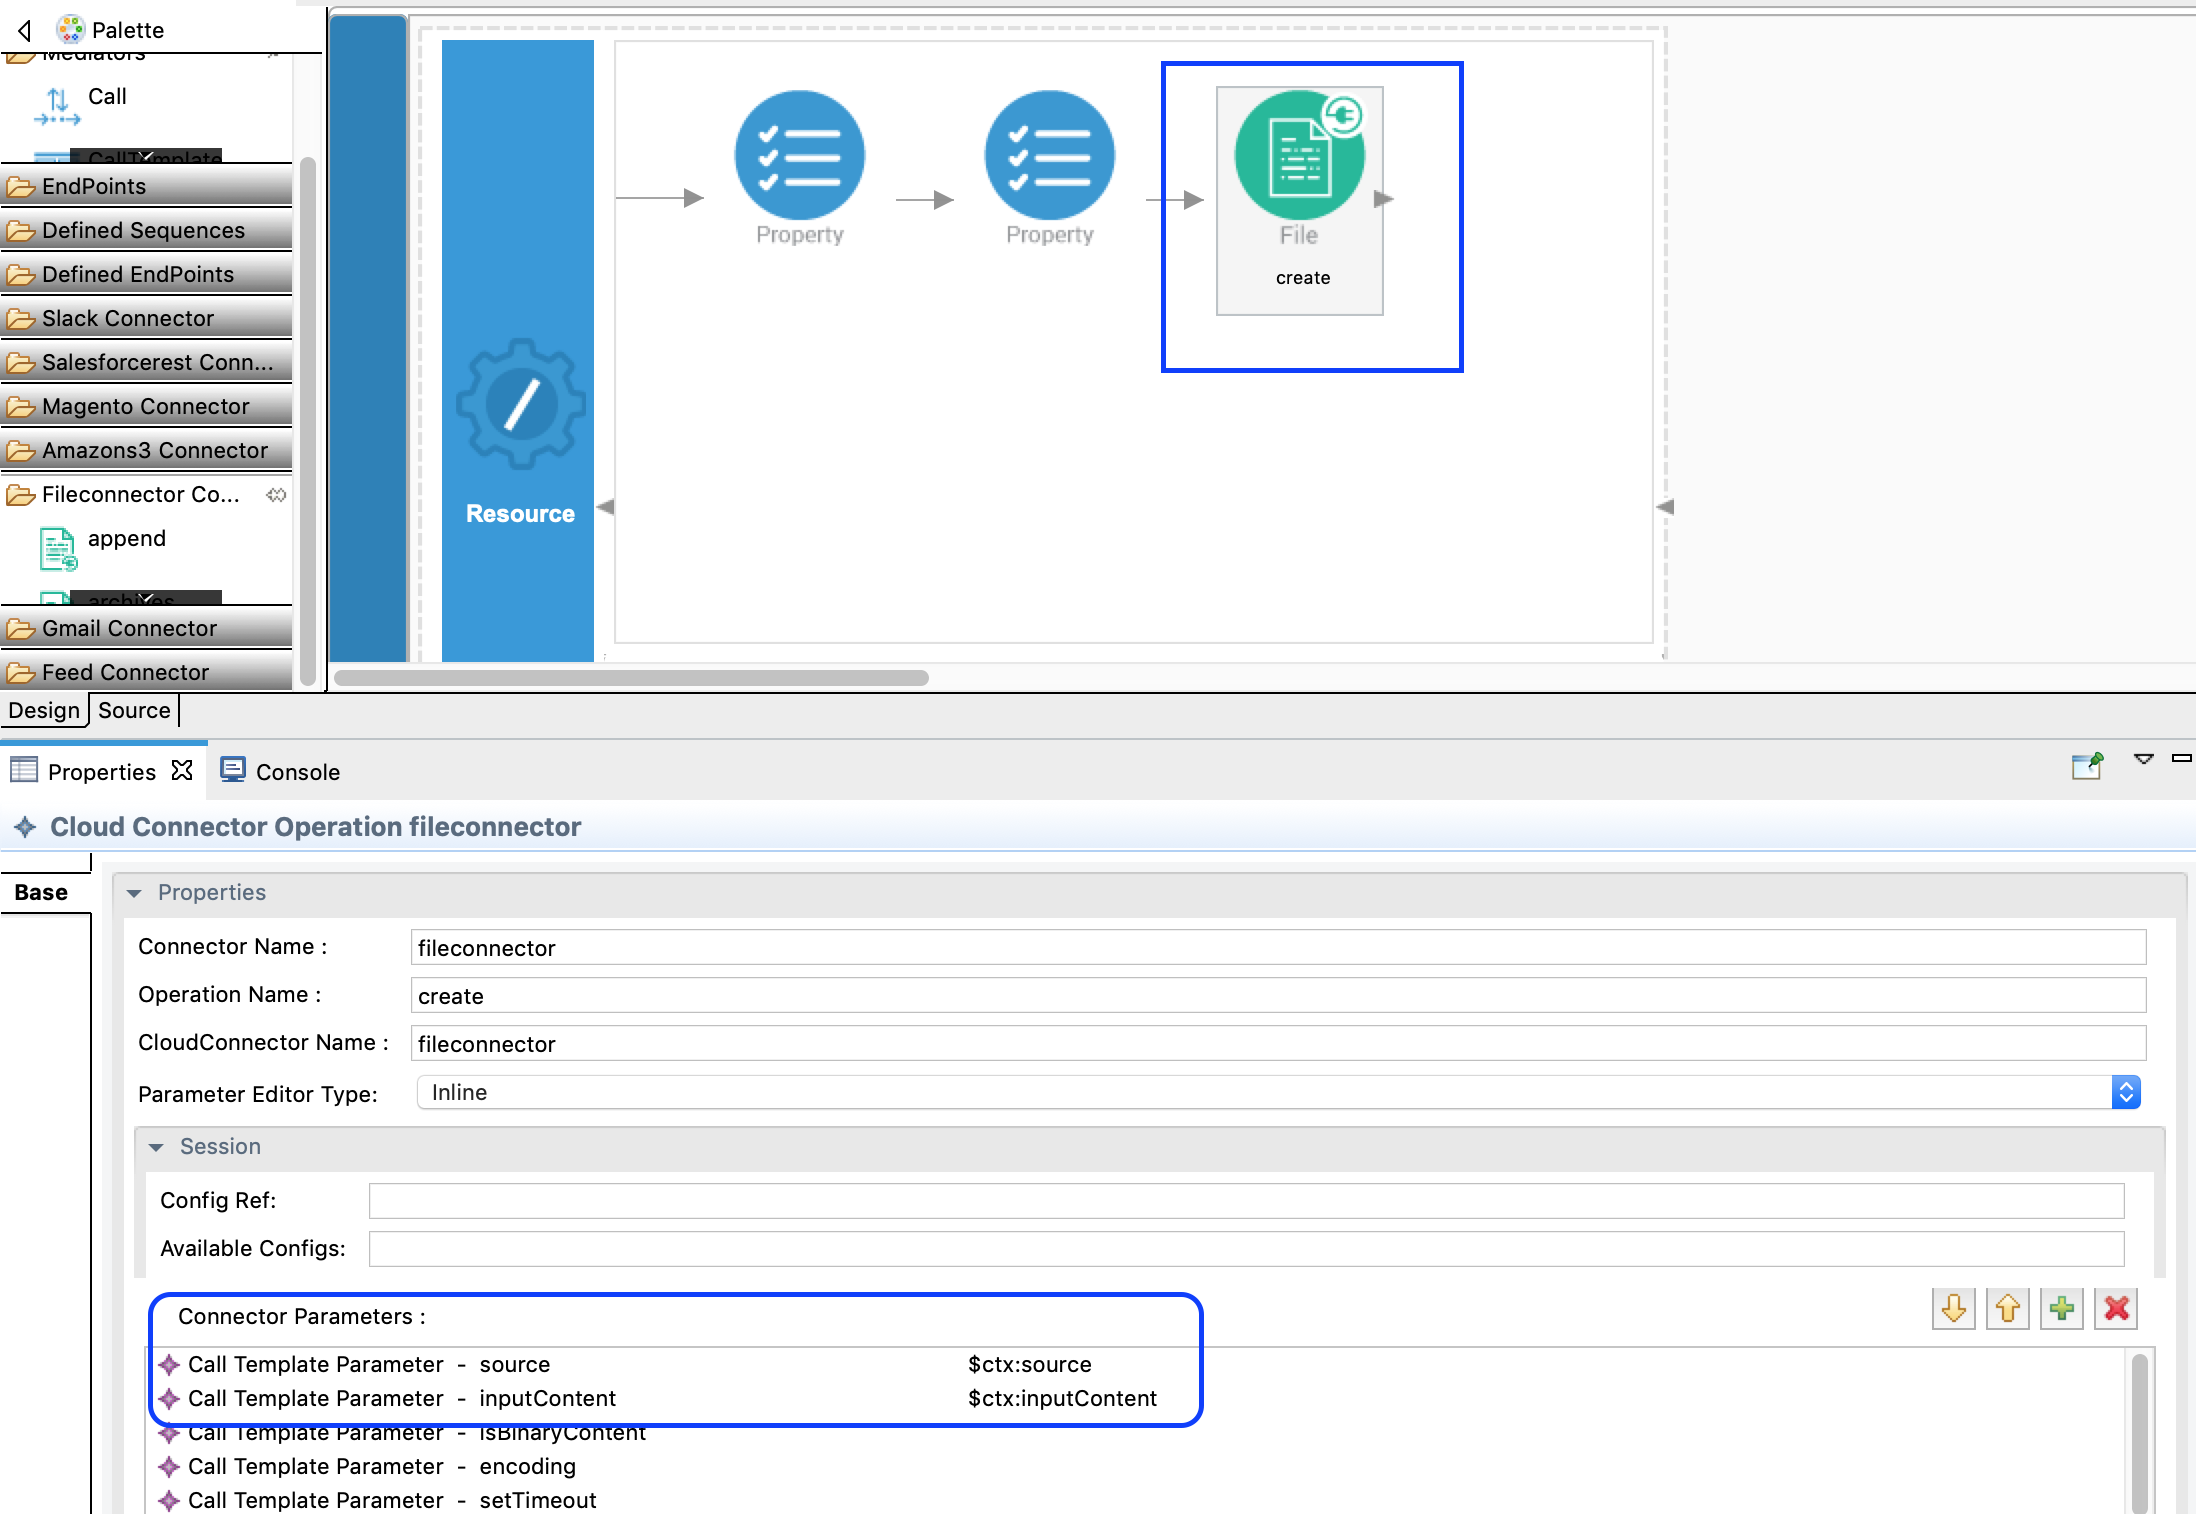 Palette
Mediators
Call
CallTemplate
EndPoints
Defined Sequences
Defined EndPoints
Slack Connector
Salesforcerest Conn...
Magento Connector
Amazons3 Connector
Fileconnector Co...
append
archives
Gmail Connector
Feed Connector
Resource
Property
Property
File
create
Design
Source
Properties
Console
Cloud Connector Operation fileconnector
Base
Properties
Connector Name :
fileconnector
Operation Name :
create
CloudConnector Name :
fileconnector
Parameter Editor Type:
Inline
Session
Config Ref:
Available Configs:
Connector Parameters :
Call Template Parameter - source $ctx:source
Call Template Parameter - inputContent $ctx:inputContent
Call Template Parameter - isBinaryContent
Call Template Parameter - encoding
Call Template Parameter - setTimeout